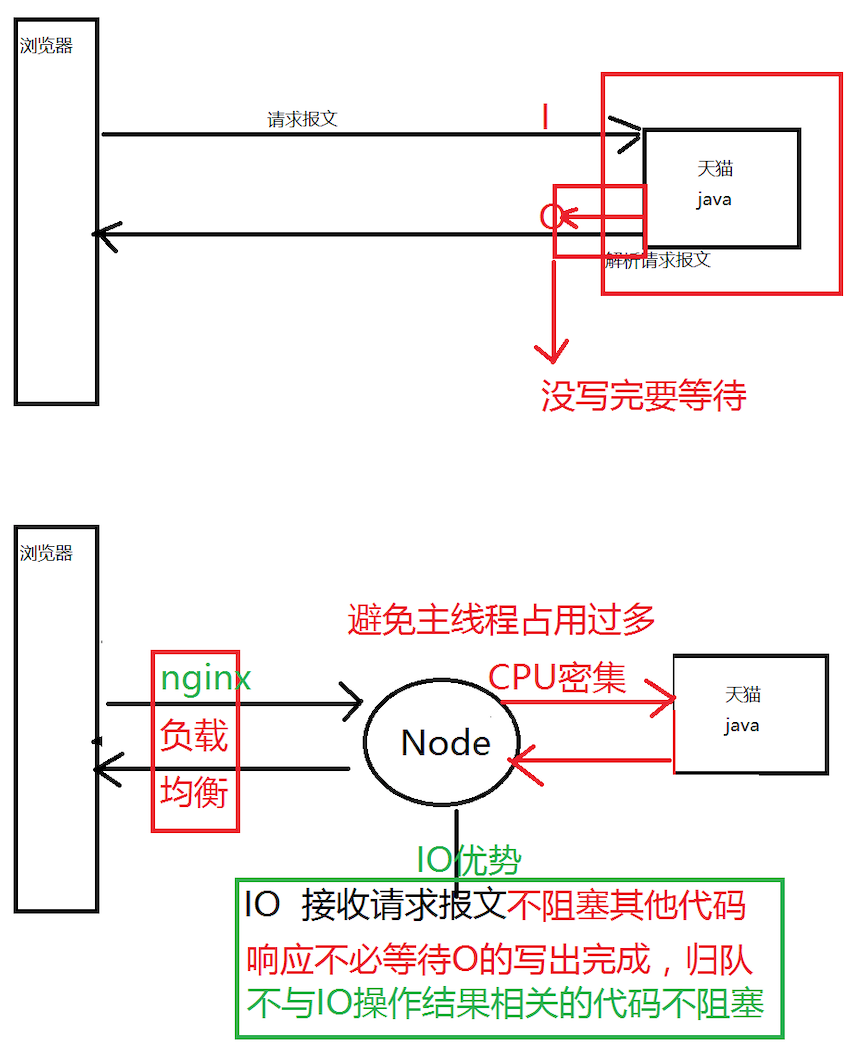 浏览器
请求报文
I
天猫
java
O
解析请求报文
没写完要等待
浏览器
避免主线程占用过多
nginx
CPU密集
负载
均衡
Node
天猫
java
IO优势
IO 接收请求报文不阻塞其他代码
响应不必等待O的写出完成，归队
不与IO操作结果相关的代码不阻塞